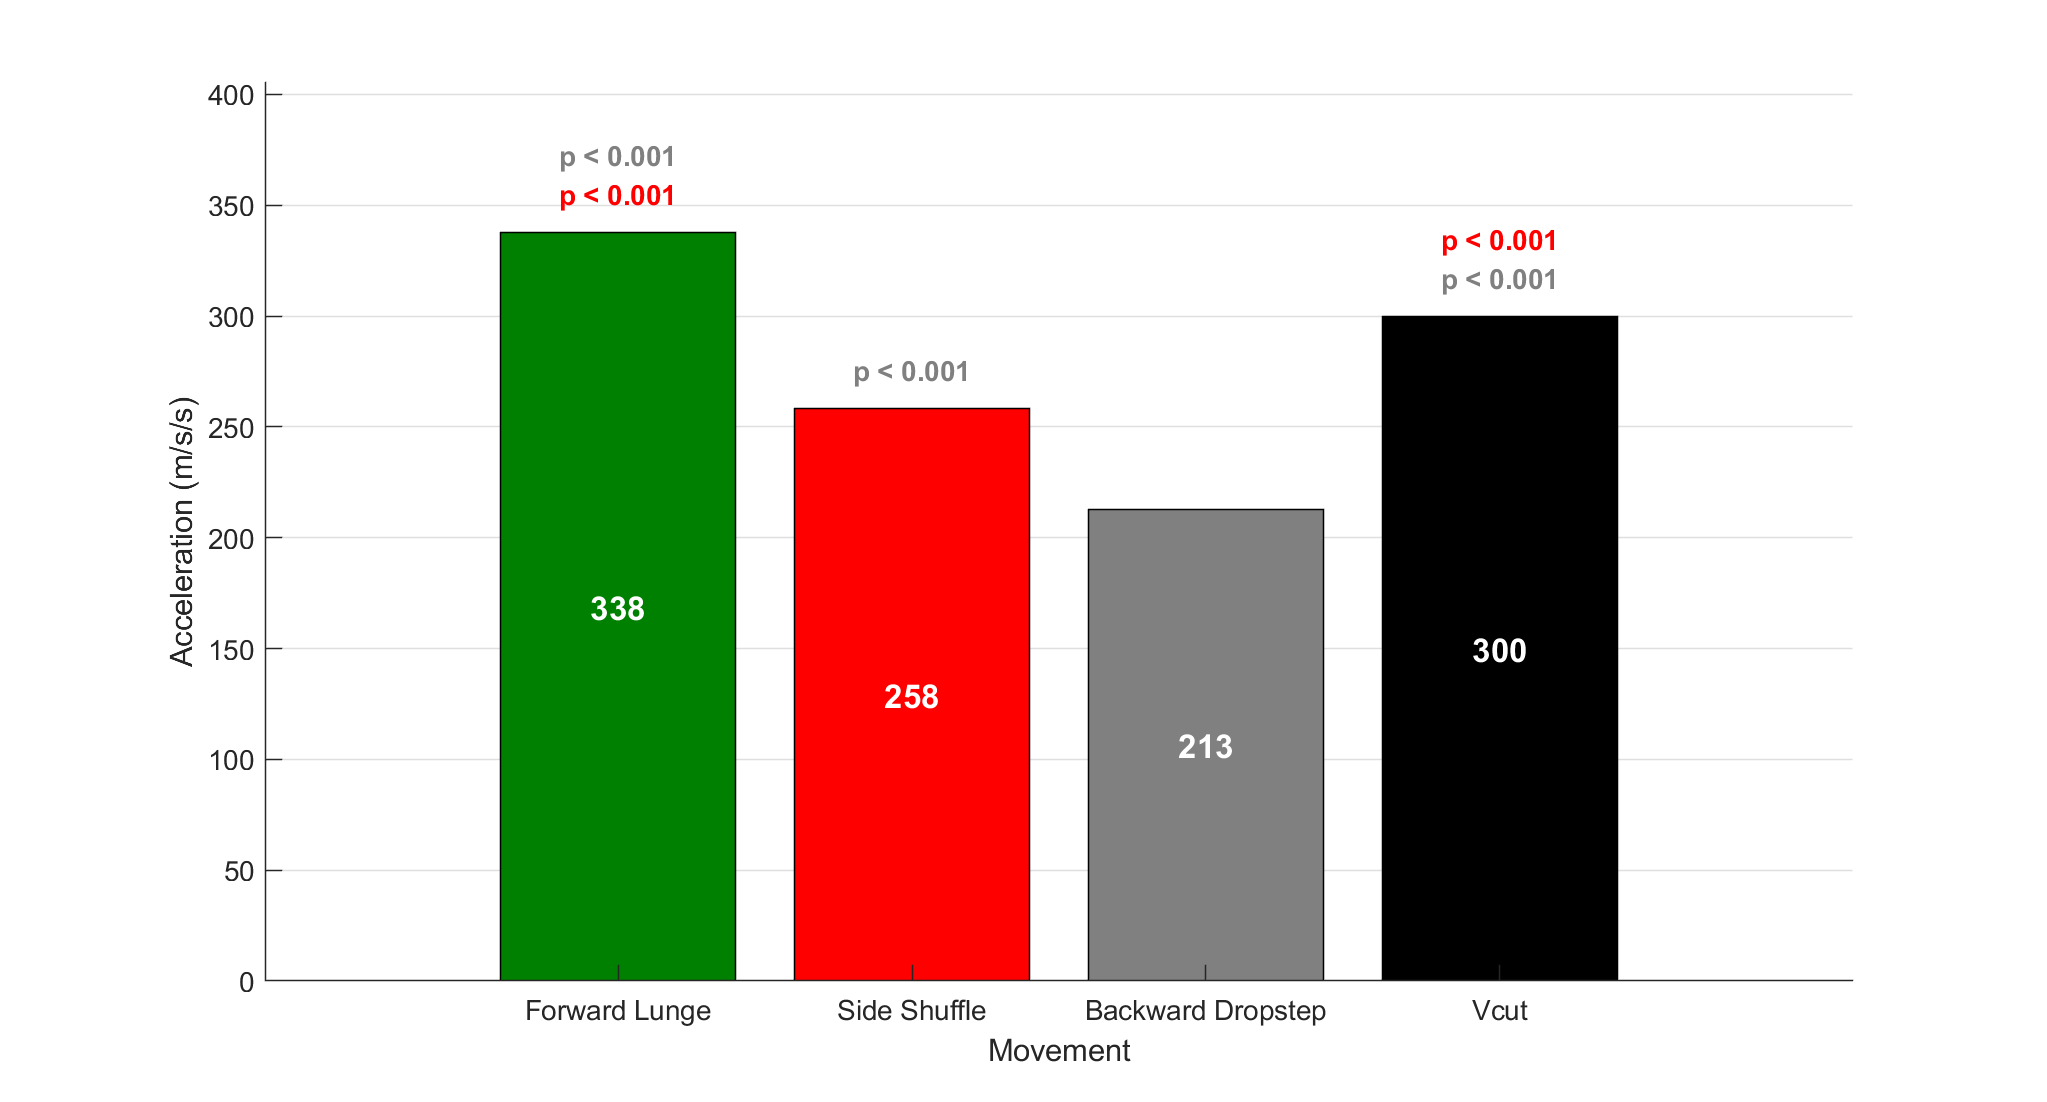 400
350
300
250
200
150
100
50
0
Acceleration (m/s/s)
p < 0.001
p < 0.001
338
p < 0.001
258
213
p < 0.001
p < 0.001
300
Forward Lunge
Side Shuffle
Backward Dropstep
Vcut
Movement